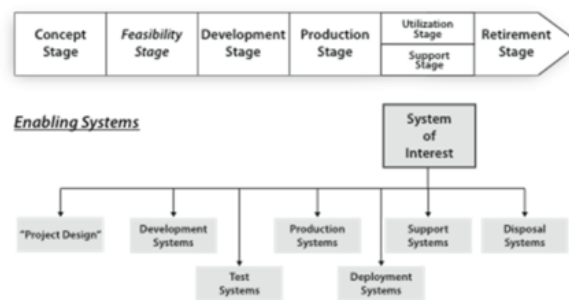 Concept
Stage
Feasibility
Stage
Development
Stage
Production
Stage
Utilization
Stage
Support
Stage
Retirement
Stage
Enabling Systems
System
of
Interest
"Project Design"
Development
Systems
Production
Systems
Support
Systems
Disposal
Systems
Test
Systems
Deployment
Systems